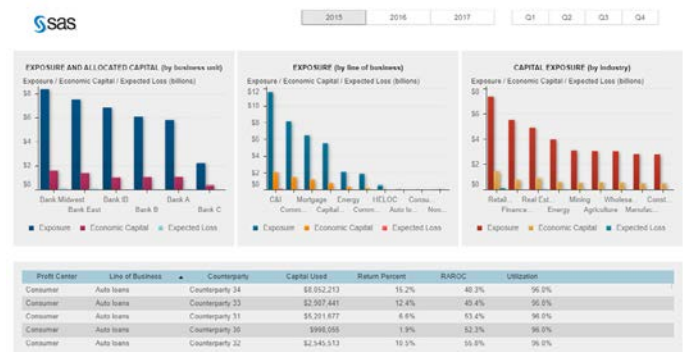 sas
2015 2016 2017 Q1 Q2 Q3 Q4
EXPOSURE AND ALLOCATED CAPITAL (by business unit)
Exposure / Economic Capital / Expected Loss (billions)
$8
$6
$4
$2
$0
Bank Midwest Bank IB Bank A
Bank East Bank B Bank C
Exposure Economic Capital Expected Loss
EXPOSURE (by line of business)
Exposure / Economic Capital / Expected Loss (billions)
$12
$10
$8
$6
$4
$2
$0
C&I Mortgage Energy HELOC Consu...
Comm... Capital... Comm... Auto lo... Non...
Exposure Economic Capital Expected Loss
CAPITAL EXPOSURE (by industry)
Exposure / Economic Capital / Expected Loss (billions)
$8
$6
$4
$2
$0
Retail... Real Est... Mining Wholesa... Const...
Finance... Energy Agriculture Manufac...
Exposure Economic Capital Expected Loss
Profit Center Line of Business Counterparty Capital Used Return Percent RAROC Utilization
Consumer Auto loans Counterparty 34 $8,052,213 15.2% 48.3% 96.0%
Consumer Auto loans Counterparty 33 $2,907,441 12.4% 49.4% 96.0%
Consumer Auto loans Counterparty 31 $5,201,677 6.6% 53.4% 96.0%
Consumer Auto loans Counterparty 30 $998,055 1.9% 52.3% 96.0%
Consumer Auto loans Counterparty 32 $2,545,513 10.5% 55.8% 96.0%